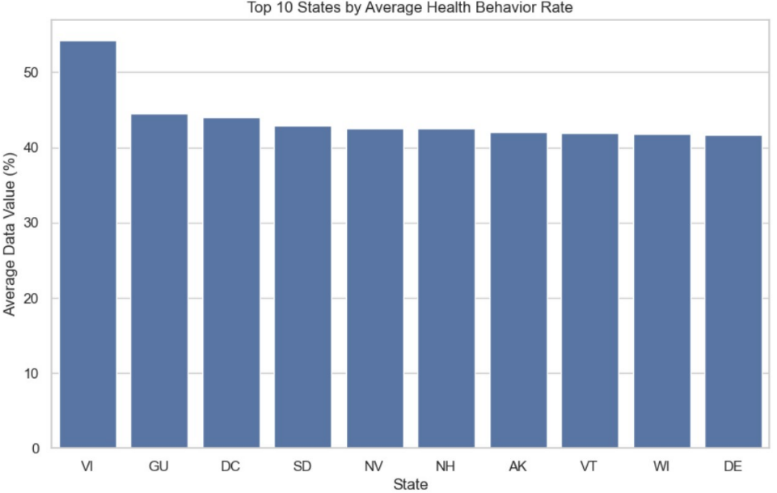 Top 10 States by Average Health Behavior Rate
Average Data Value (%)
50
40
30
20
10
0
VI GU DC SD NV NH AK VT WI DE
State